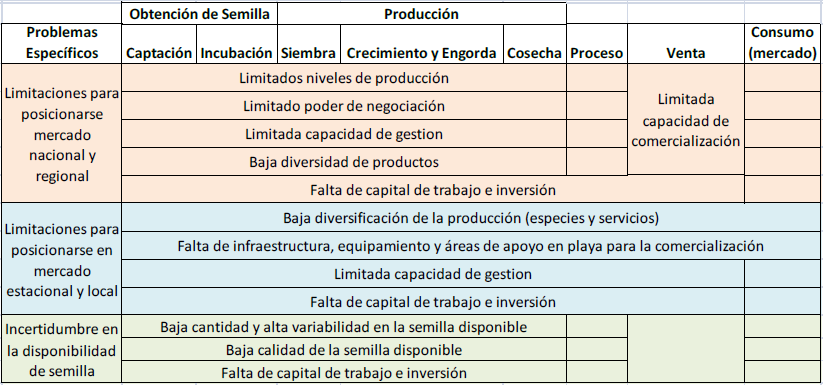 Obtención de Semilla Producción
Problemas
Específicos Captación Incubación Siembra Crecimiento y Engorda Cosecha Proceso Venta Consumo
(mercado)
Limitaciones para
posicionarse
mercado
nacional y
regional
Limitados niveles de producción
Limitado poder de negociación
Limitada capacidad de gestion
Baja diversidad de productos
Limitada
capacidad de
comercialización
Falta de capital de trabajo e inversión
Limitaciones para
posicionarse en
mercado
estacional y local
Baja diversificación de la producción (especies y servicios)
Falta de infraestructura, equipamiento y áreas de apoyo en playa para la comercialización
Limitada capacidad de gestion
Falta de capital de trabajo e inversión
Incertidumbre en
la disponibilidad
de semilla
Baja cantidad y alta variabilidad en la semilla disponible
Baja calidad de la semilla disponible
Falta de capital de trabajo e inversión